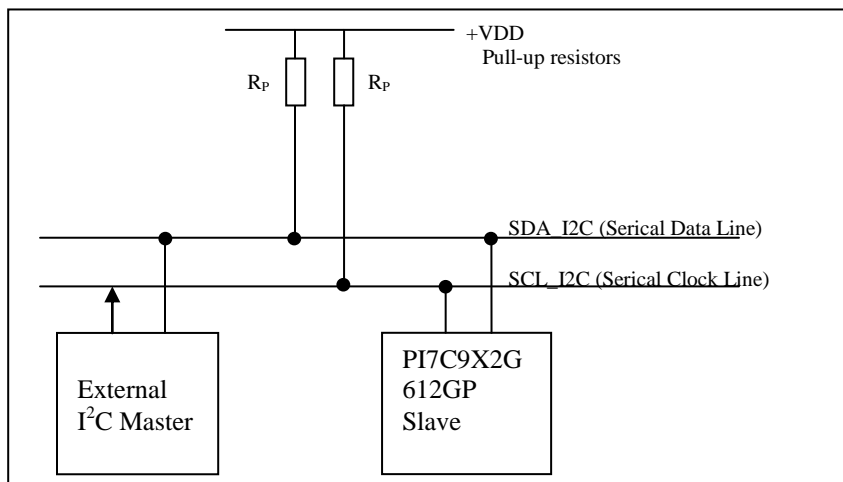 +VDD
Pull-up resistors
RP
RP
SDA_I2C (Serical Data Line)
SCL_I2C (Serical Clock Line)
External
I2C Master
PI7C9X2G
612GP
Slave